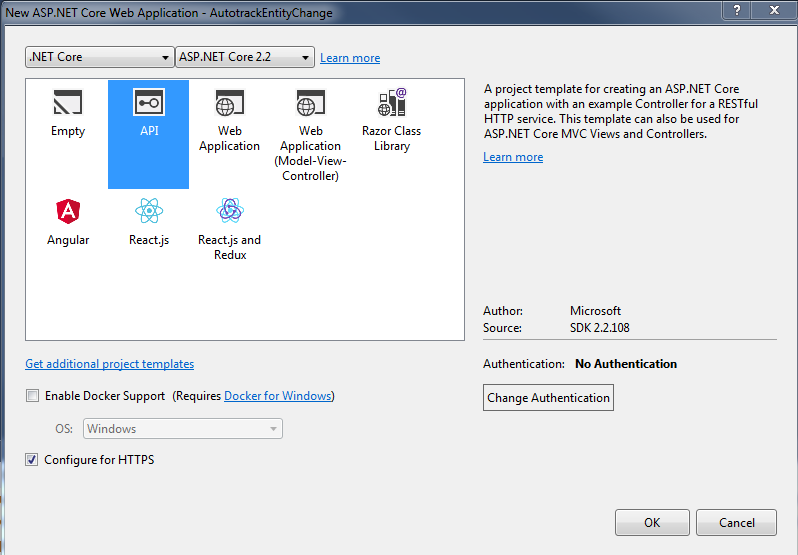 New ASP.NET Core Web Application - AutotrackEntityChange
?
X
.NET Core
ASP.NET Core 2.2
Learn more
Empty
API
Web
Application
Web
Application
(Model-View-
Controller)
Razor Class
Library
Angular
React.js
React.js and
Redux
A project template for creating an ASP.NET Core
application with an example Controller for a RESTful
HTTP service. This template can also be used for
ASP.NET Core MVC Views and Controllers.
Learn more
Author: Microsoft
Source: SDK 2.2.108
Get additional project templates
Authentication: No Authentication
Change Authentication
Enable Docker Support (Requires Docker for Windows)
OS: Windows
Configure for HTTPS
OK
Cancel